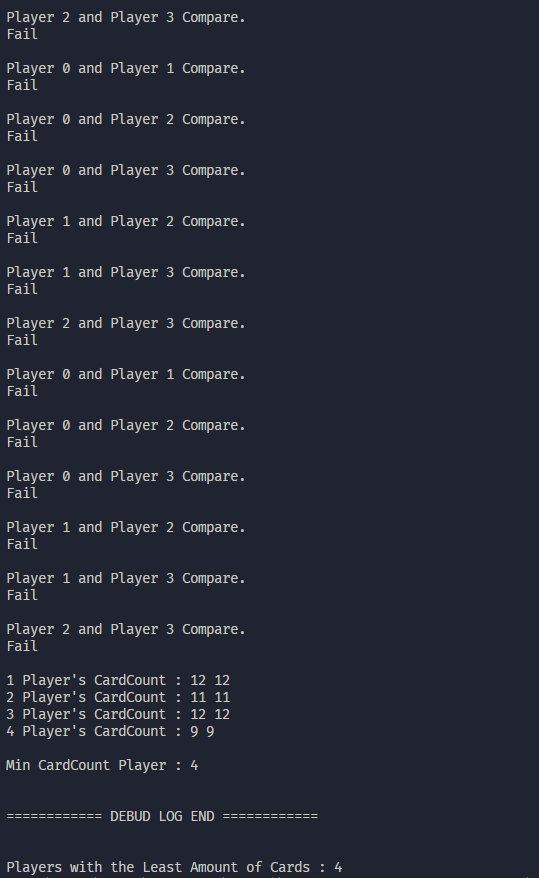 Player 2 and Player 3 Compare.
Fail
Player 0 and Player 1 Compare.
Fail
Player 0 and Player 2 Compare.
Fail
Player 0 and Player 3 Compare.
Fail
Player 1 and Player 2 Compare.
Fail
Player 1 and Player 3 Compare.
Fail
Player 2 and Player 3 Compare.
Fail
Player 0 and Player 1 Compare.
Fail
Player 0 and Player 2 Compare.
Fail
Player 0 and Player 3 Compare.
Fail
Player 1 and Player 2 Compare.
Fail
Player 1 and Player 3 Compare.
Fail
Player 2 and Player 3 Compare.
Fail
1 Player's CardCount : 12 12
2 Player's CardCount : 11 11
3 Player's CardCount : 12 12
4 Player's CardCount : 9 9
Min CardCount Player : 4
============ DEBUD LOG END ============
Players with the Least Amount of Cards : 4